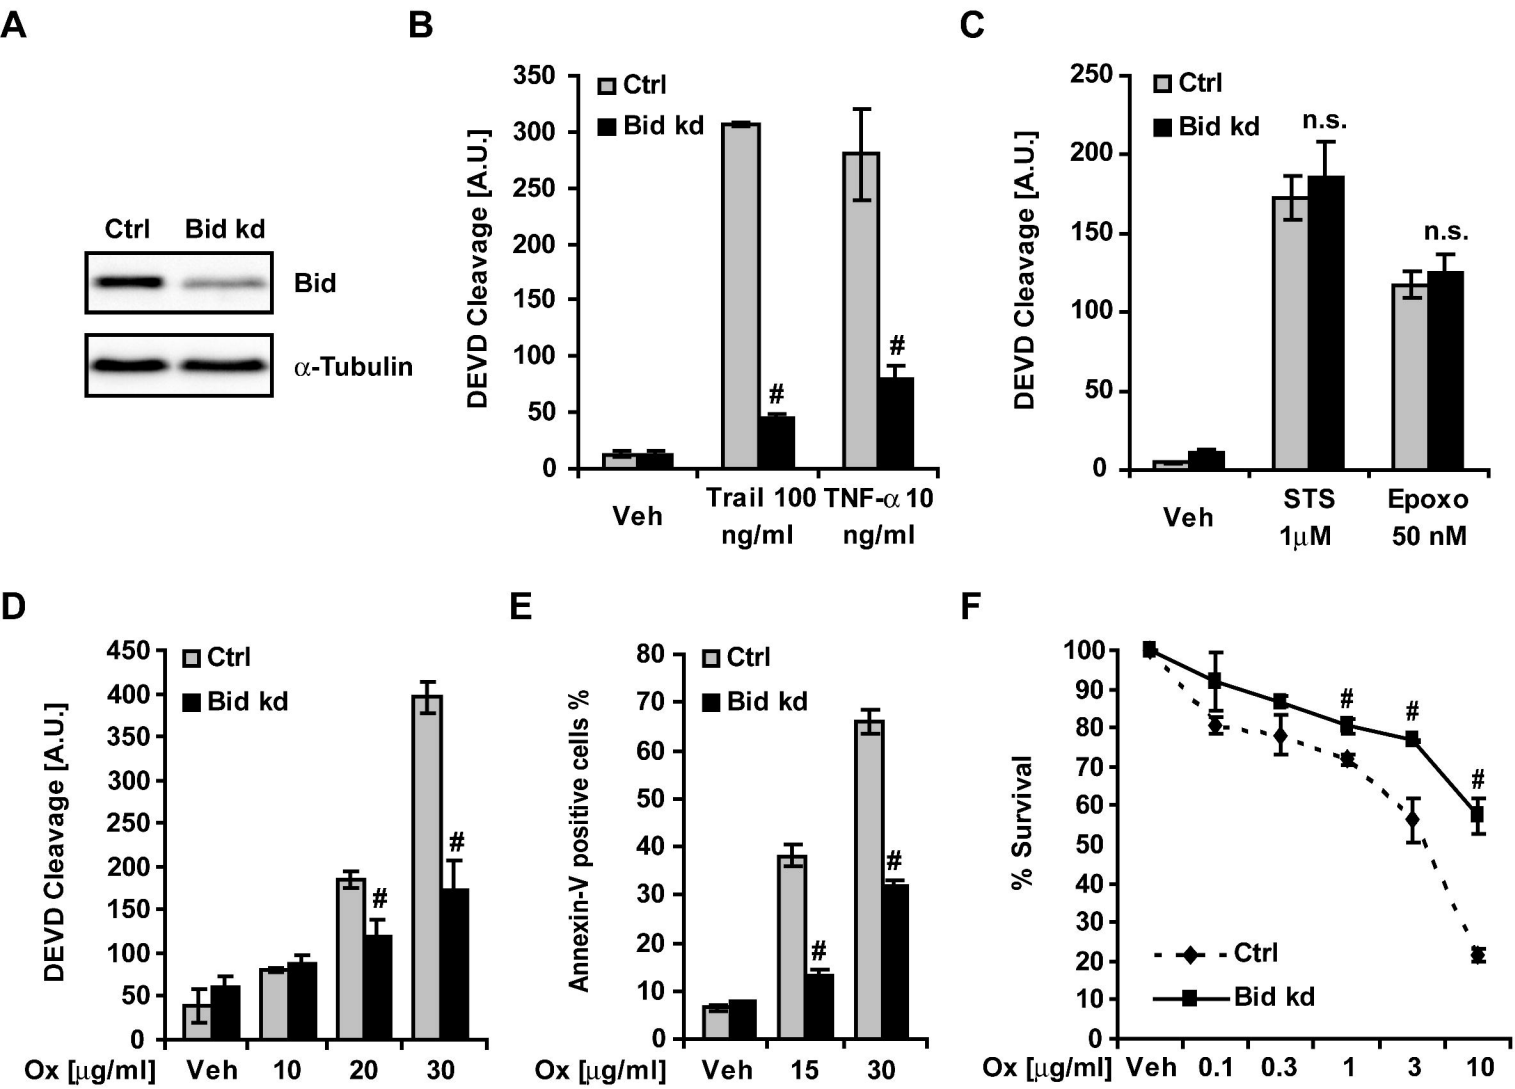 A
Ctrl Bid kd
Bid
α-Tubulin
B
DEVD Cleavage [A.U.]
350
300
250
200
150
100
50
0
Ctrl
Bid kd
#
#
Veh
Trail 100
ng/ml
TNF-α 10
ng/ml
C
DEVD Cleavage [A.U.]
250
200
150
100
50
0
Ctrl
Bid kd
n.s.
n.s.
Veh
STS
1μM
Epoxo
50 nM
D
DEVD Cleavage [A.U.]
450
400
350
300
250
200
150
100
50
0
Ctrl
Bid kd
#
#
Ox [μg/ml] Veh 10 20 30
E
Annexin-V positive cells %
80
70
60
50
40
30
20
10
0
Ctrl
Bid kd
#
#
Ox [μg/ml] Veh 15 30
F
% Survival
100
90
80
70
60
50
40
30
20
10
0
# # #
Ctrl
Bid kd
Ox [μg/ml] Veh 0.1 0.3 1 3 10